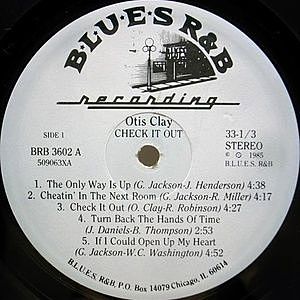 B·L·U·E·S R&B
recording
Otis Clay
SIDE 1 CHECK IT OUT 33-1/3
BRB 3602 A STEREO
509063XA ℗ © 1985
B.L.U.E.S. R&B
1. The Only Way Is Up (G. Jackson-J. Henderson) 4:38
2. Cheatin' In The Next Room (G. Jackson-R. Miller) 4:17
3. Check It Out (O. Clay-R. Robinson) 4:27
4. Turn Back The Hands Of Time
(J. Daniels-B. Thompson) 2:53
5. If I Could Open Up My Heart
(G. Jackson-W.C. Washington) 4:52
B.L.U.E.S. R&B, P.O. Box 14079 Chicago, IL 60614